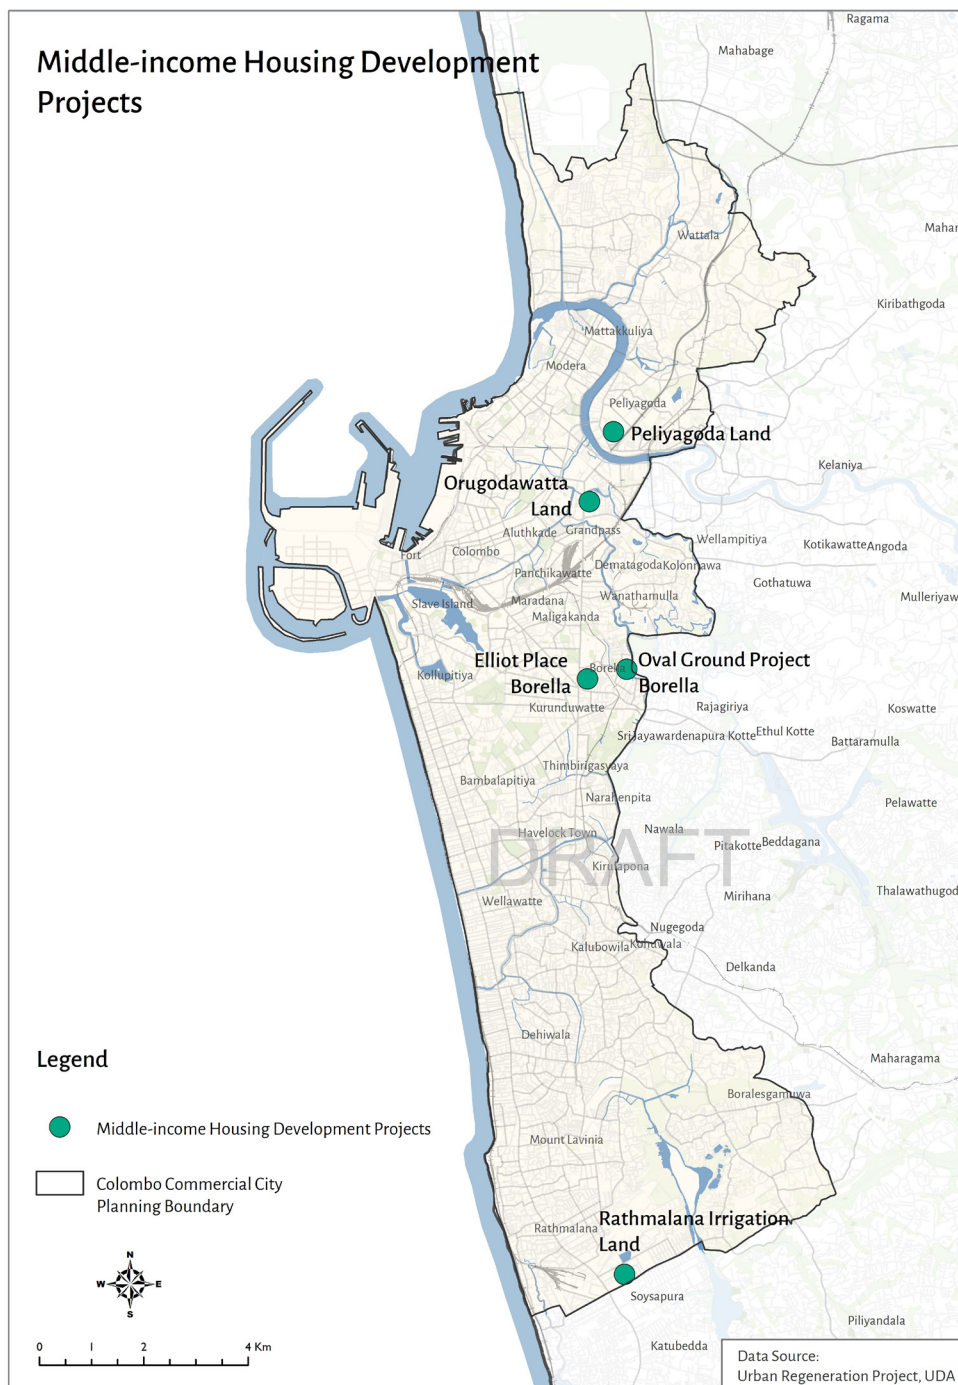 Middle-income Housing Development
Projects
Ragama
Mahabage
Mahar
Wattala
Kiribathgoda
Mattakkuliya
Modera
Peliyagoda
Peliyagoda Land
Kelaniya
Orugodawatta
Land
Grandpass
Aluthkade
Wellampitiya
Kotikawatte
Angoda
Fort
Colombo
Dematagoda
Kolonnawa
Panchikawatte
Gothatuwa
Wanathamulla
Mulleriyaw
Slave Island
Maradana
Maligakanda
Elliot Place
Borella
Borella
Oval Ground Project
Borella
Kollupitiya
Kurunduwatte
Rajagiriya
Koswatte
Sri Jayawardenapura Kotte
Ethul Kotte
Battaramulla
Thimbirigasyaya
Bambalapitiya
Narahenpita
Pelawatte
DRAFT
Havelock Town
Nawala
Pitakotte
Beddagana
Kirulapona
Mirihana
Thalawathugod
Wellawatte
Nugegoda
Kalubowila
Kohuwala
Delkanda
Dehiwala
Maharagama
Boralesgamuwa
Mount Lavinia
Rathmalana
Rathmalana Irrigation
Land
Soysapura
Piliyandala
Katubedda
Legend
Middle-income Housing Development Projects
Colombo Commercial City
Planning Boundary
N
W
E
S
0 1 2 4 Km
Data Source:
Urban Regeneration Project, UDA